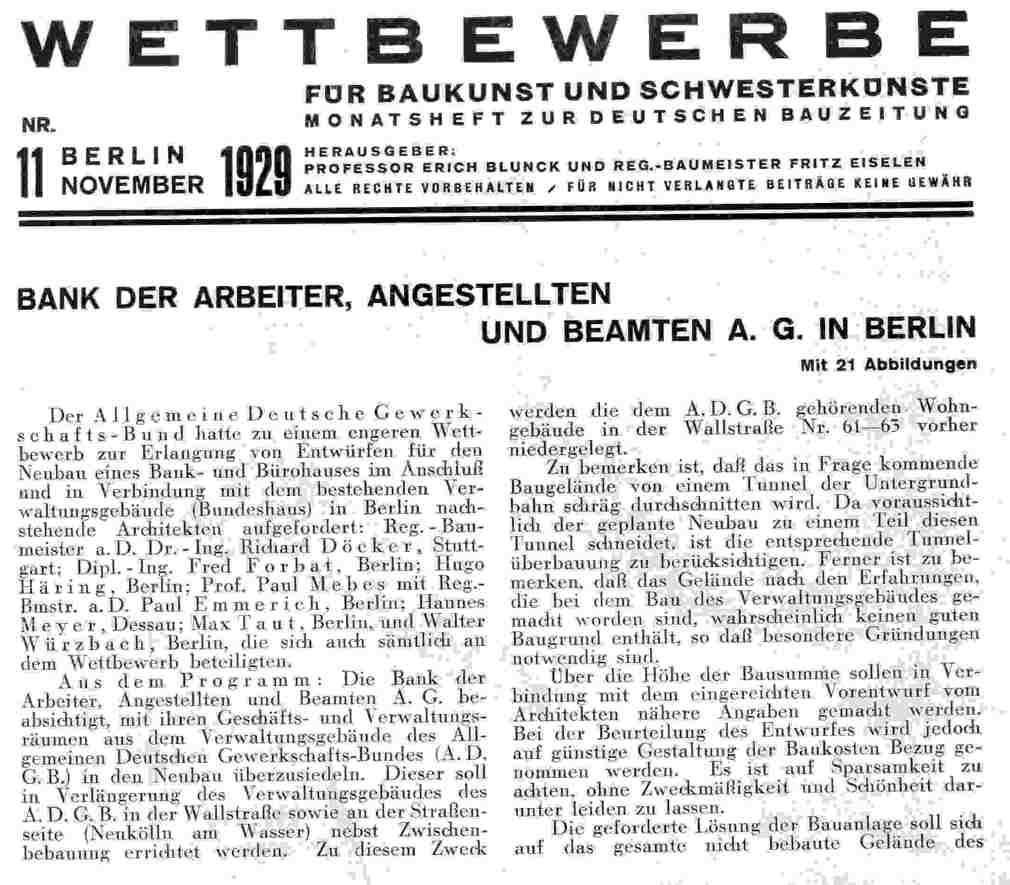 WETTBEWERBE
FÜR BAUKUNST UND SCHWESTERKÜNSTE
MONATSHEFT ZUR DEUTSCHEN BAUZEITUNG
NR.
11 BERLIN NOVEMBER 1929
HERAUSGEBER:
PROFESSOR ERICH BLUNCK UND REG.-BAUMEISTER FRITZ EISELEN
ALLE RECHTE VORBEHALTEN / FÜR NICHT VERLANGTE BEITRÄGE KEINE GEWÄHR
BANK DER ARBEITER, ANGESTELLTEN
UND BEAMTEN A. G. IN BERLIN
Mit 21 Abbildungen
Der Allgemeine Deutsche Gewerk-
schafts-Bund hatte zu einem engeren Wett-
bewerb zur Erlangung von Entwürfen für den
Neubau eines Bank- und Bürohauses im Anschluß
und in Verbindung mit dem bestehenden Ver-
waltungsgebäude (Bundeshaus) in Berlin nach-
stehende Architekten aufgefordert: Reg.-Bau-
meister a. D. Dr.-Ing. Richard Döcker, Stutt-
gart; Dipl.-Ing. Fred Forbat, Berlin; Hugo
Häring, Berlin; Prof. Paul Mebes mit Reg.-
Bmstr. a. D. Paul Emmerich, Berlin; Hannes
Meyer, Dessau; Max Taut, Berlin, und Walter
Würzbach, Berlin, die sich auch sämtlich an
dem Wettbewerb beteiligten.
Aus dem Programm: Die Bank der
Arbeiter, Angestellten und Beamten A. G. be-
absichtigt, mit ihren Geschäfts- und Verwaltungs-
räumen aus dem Verwaltungsgebäude des All-
gemeinen Deutschen Gewerkschafts-Bundes (A. D.
G. B.) in den Neubau überzusiedeln. Dieser soll
in Verlängerung des Verwaltungsgebäudes des
A. D. G. B. in der Wallstraße sowie an der Straßen-
seite (Neukölln am Wasser) nebst Zwischen-
bebauung errichtet werden. Zu diesem Zweck
werden die dem A. D. G. B. gehörenden Wohn-
gebäude in der Wallstraße Nr. 61—65 vorher
niedergelegt.
Zu bemerken ist, daß das in Frage kommende
Baugelände von einem Tunnel der Untergrund-
bahn schräg durchschnitten wird. Da voraussicht-
lich der geplante Neubau zu einem Teil diesen
Tunnel schneidet, ist die entsprechende Tunnel-
überbauung zu berücksichtigen. Ferner ist zu be-
merken, daß das Gelände nach den Erfahrungen,
die bei dem Bau des Verwaltungsgebäudes ge-
macht worden sind, wahrscheinlich keinen guten
Baugrund enthält, so daß besondere Gründungen
notwendig sind.
Über die Höhe der Bausumme sollen in Ver-
bindung mit dem eingereichten Vorentwurf vom
Architekten nähere Angaben gemacht werden.
Bei der Beurteilung des Entwurfes wird jedoch
auf günstige Gestaltung der Baukosten Bezug ge-
nommen werden. Es ist auf Sparsamkeit zu
achten, ohne Zweckmäßigkeit und Schönheit dar-
unter leiden zu lassen.
Die geforderte Lösung der Bauanlage soll sich
auf das gesamte nicht bebaute Gelände des